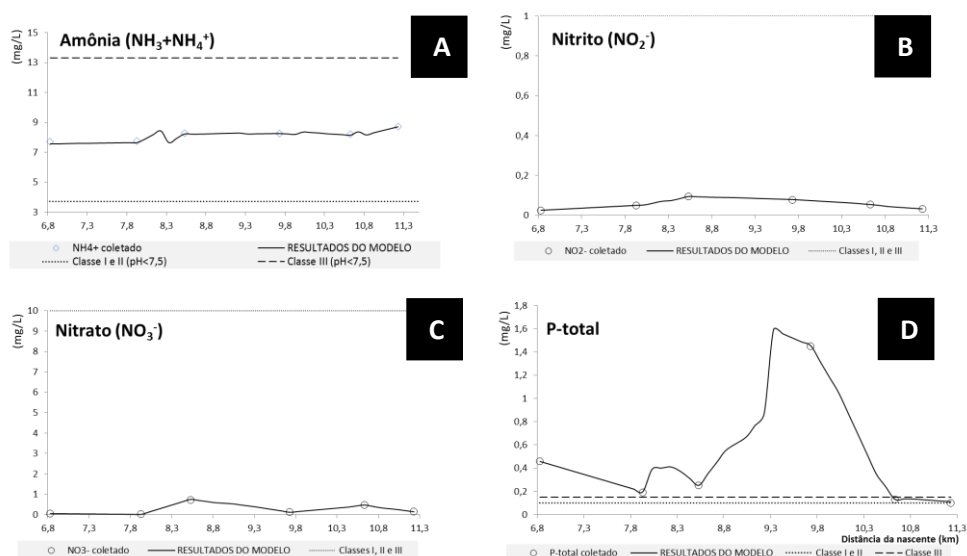 (mg/L)
Amônia (NH₃+NH₄⁺)
A
15
13
11
9
7
5
3
6,8 7,3 7,8 8,3 8,8 9,3 9,8 10,3 10,8 11,3
NH4+ coletado RESULTADOS DO MODELO
Classe I e II (pH<7,5) Classe III (pH<7,5)
(mg/L)
Nitrito (NO₂⁻)
B
1
0,8
0,6
0,4
0,2
0
6,8 7,3 7,8 8,3 8,8 9,3 9,8 10,3 10,8 11,3
NO2- coletado RESULTADOS DO MODELO Classes I, II e III
(mg/L)
Nitrato (NO₃⁻)
C
10
9
8
7
6
5
4
3
2
1
0
6,8 7,3 7,8 8,3 8,8 9,3 9,8 10,3 10,8 11,3
NO3- coletado RESULTADOS DO MODELO Classes I, II e III
(mg/L)
P-total
D
1,8
1,6
1,4
1,2
1
0,8
0,6
0,4
0,2
0
6,8 7,3 7,8 8,3 8,8 9,3 9,8 10,3 10,8 11,3
Distância da nascente (km)
P-total coletado RESULTADOS DO MODELO Classe I e II Classe III